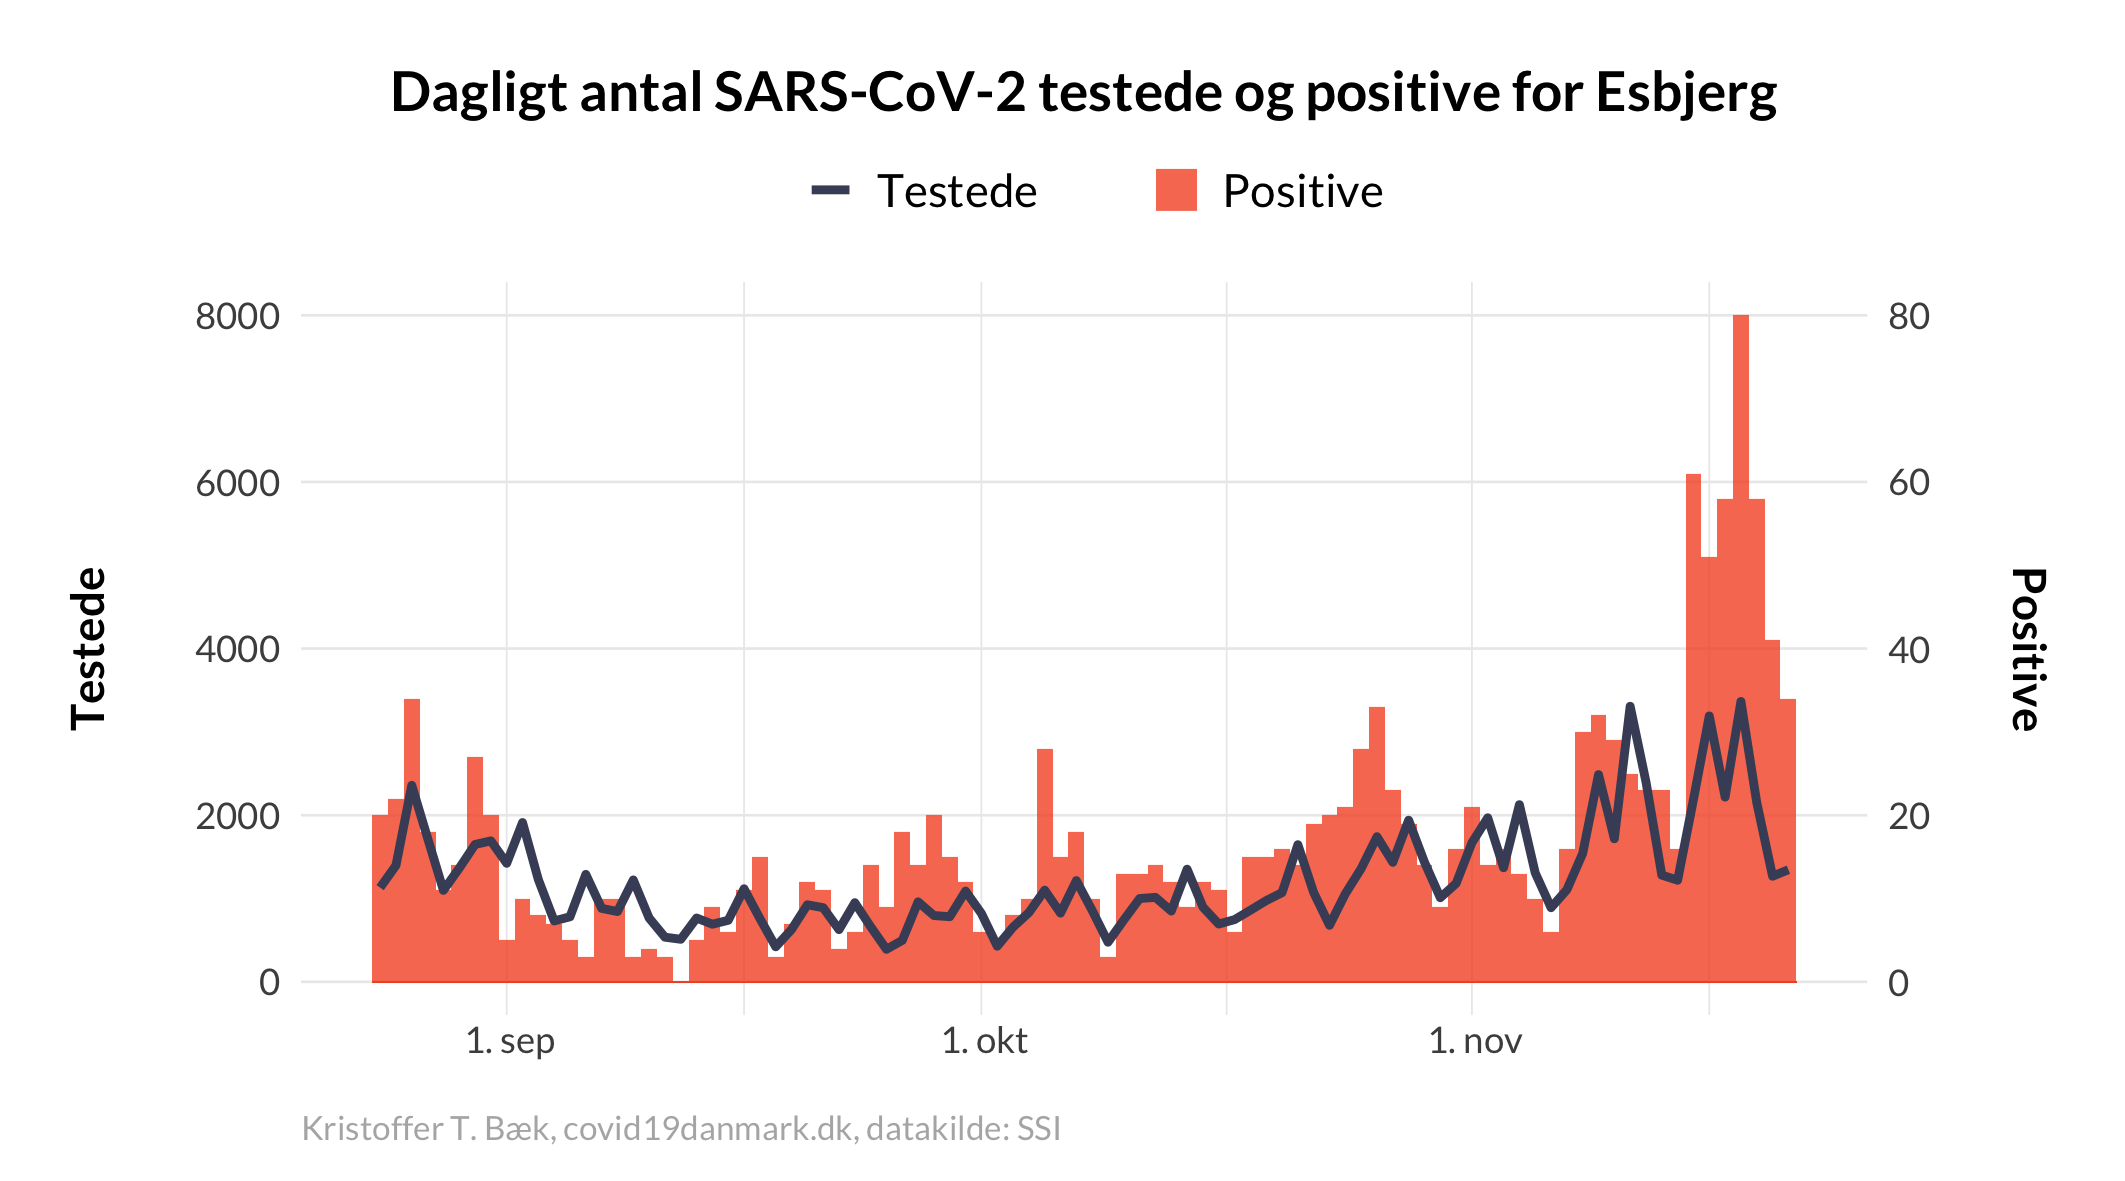 Dagligt antal SARS-CoV-2 testede og positive for Esbjerg
Testede
Positive
8000
6000
4000
2000
0
80
60
40
20
0
Testede
Positive
1. sep
1. okt
1. nov
Kristoffer T. Bæk, covid19danmark.dk, datakilde: SSI